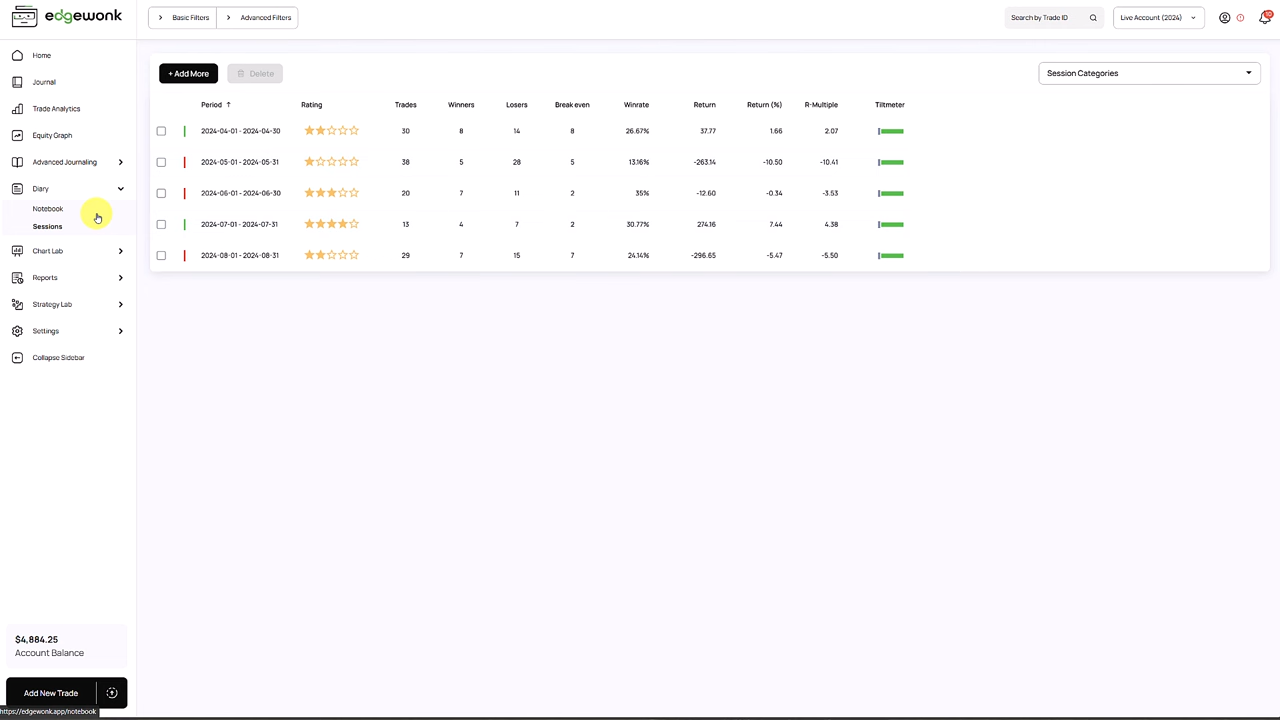 edgewonk
Basic Filters
Advanced Filters
Search by Trade ID
Live Account (2024)
Home
Journal
Trade Analytics
Equity Graph
Advanced Journaling
Diary
Notebook
Sessions
Chart Lab
Reports
Strategy Lab
Settings
Collapse Sidebar
+ Add More
Delete
Session Categories
Period ↑ Rating Trades Winners Losers Break even Winrate Return Return (%) R-Multiple Tiltmeter
2024-04-01 - 2024-04-30 30 8 14 8 26.67% 37.77 1.66 2.07
2024-05-01 - 2024-05-31 38 5 28 5 13.16% -263.14 -10.50 -10.41
2024-06-01 - 2024-06-30 20 7 11 2 35% -12.60 -0.34 -3.53
2024-07-01 - 2024-07-31 13 4 7 2 30.77% 274.16 7.44 4.38
2024-08-01 - 2024-08-31 29 7 15 7 24.14% -296.65 -5.47 -5.50
$4,884.25
Account Balance
Add New Trade
https://edgewonk.app/notebook